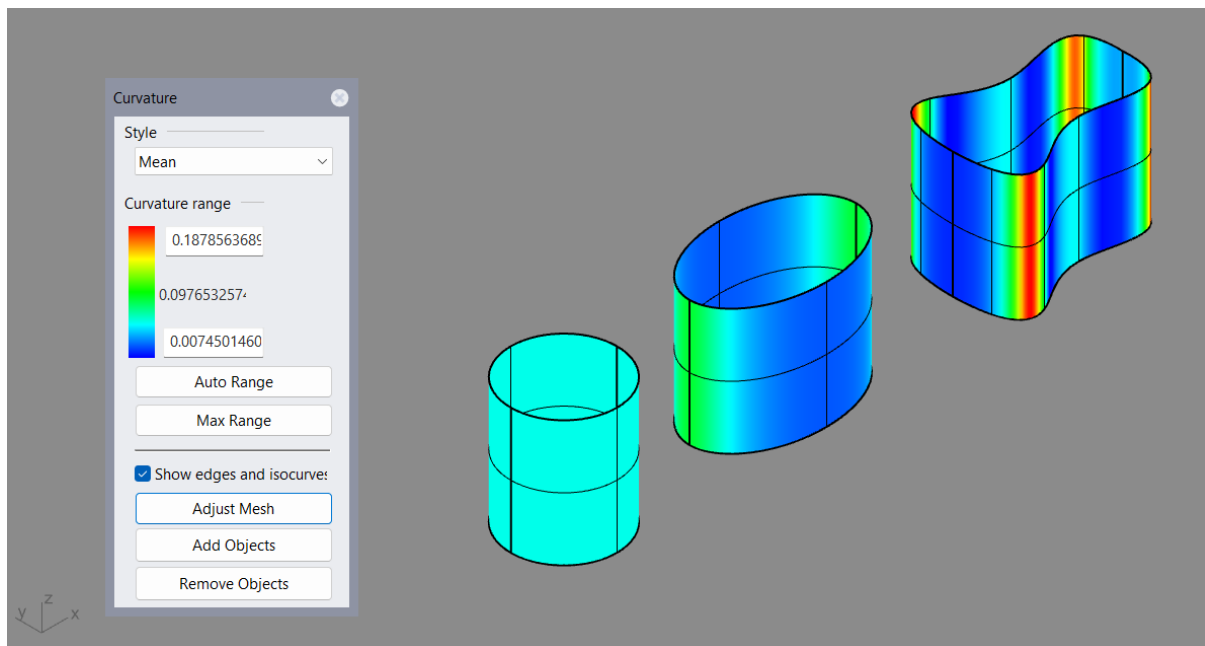 Curvature
Style
Mean
Curvature range
0.1878563689
0.097653257
0.0074501460
Auto Range
Max Range
Show edges and isocurves
Adjust Mesh
Add Objects
Remove Objects
z
y
x